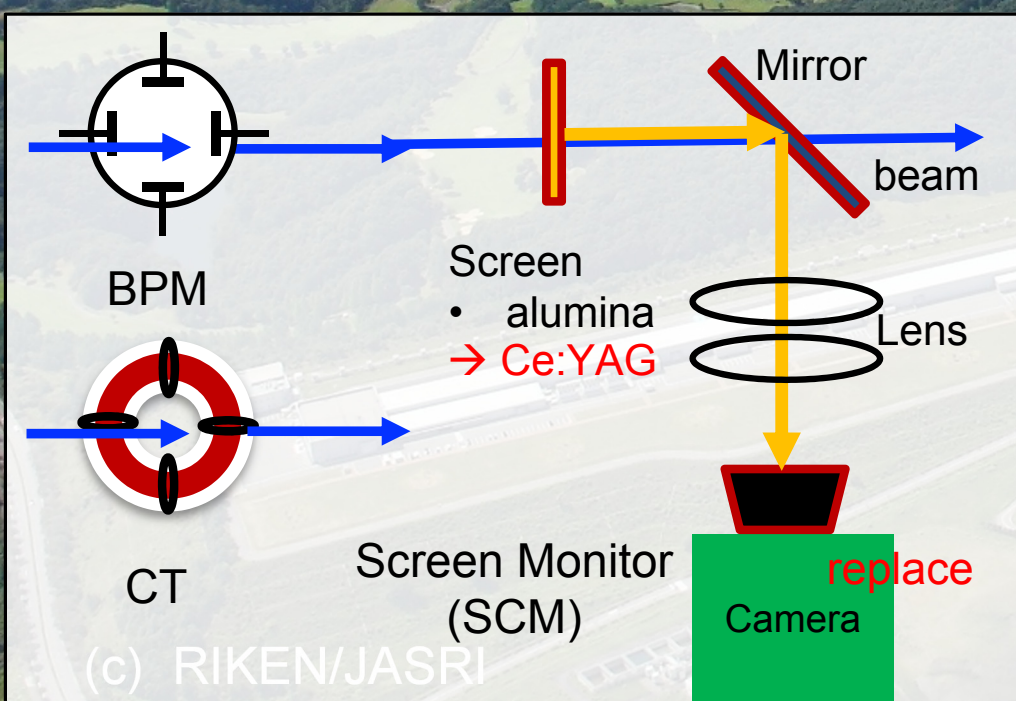 Mirror
beam
BPM
Screen
• alumina
→ Ce:YAG
Lens
CT
Screen Monitor
(SCM)
replace
Camera
(c) RIKEN/JASRI